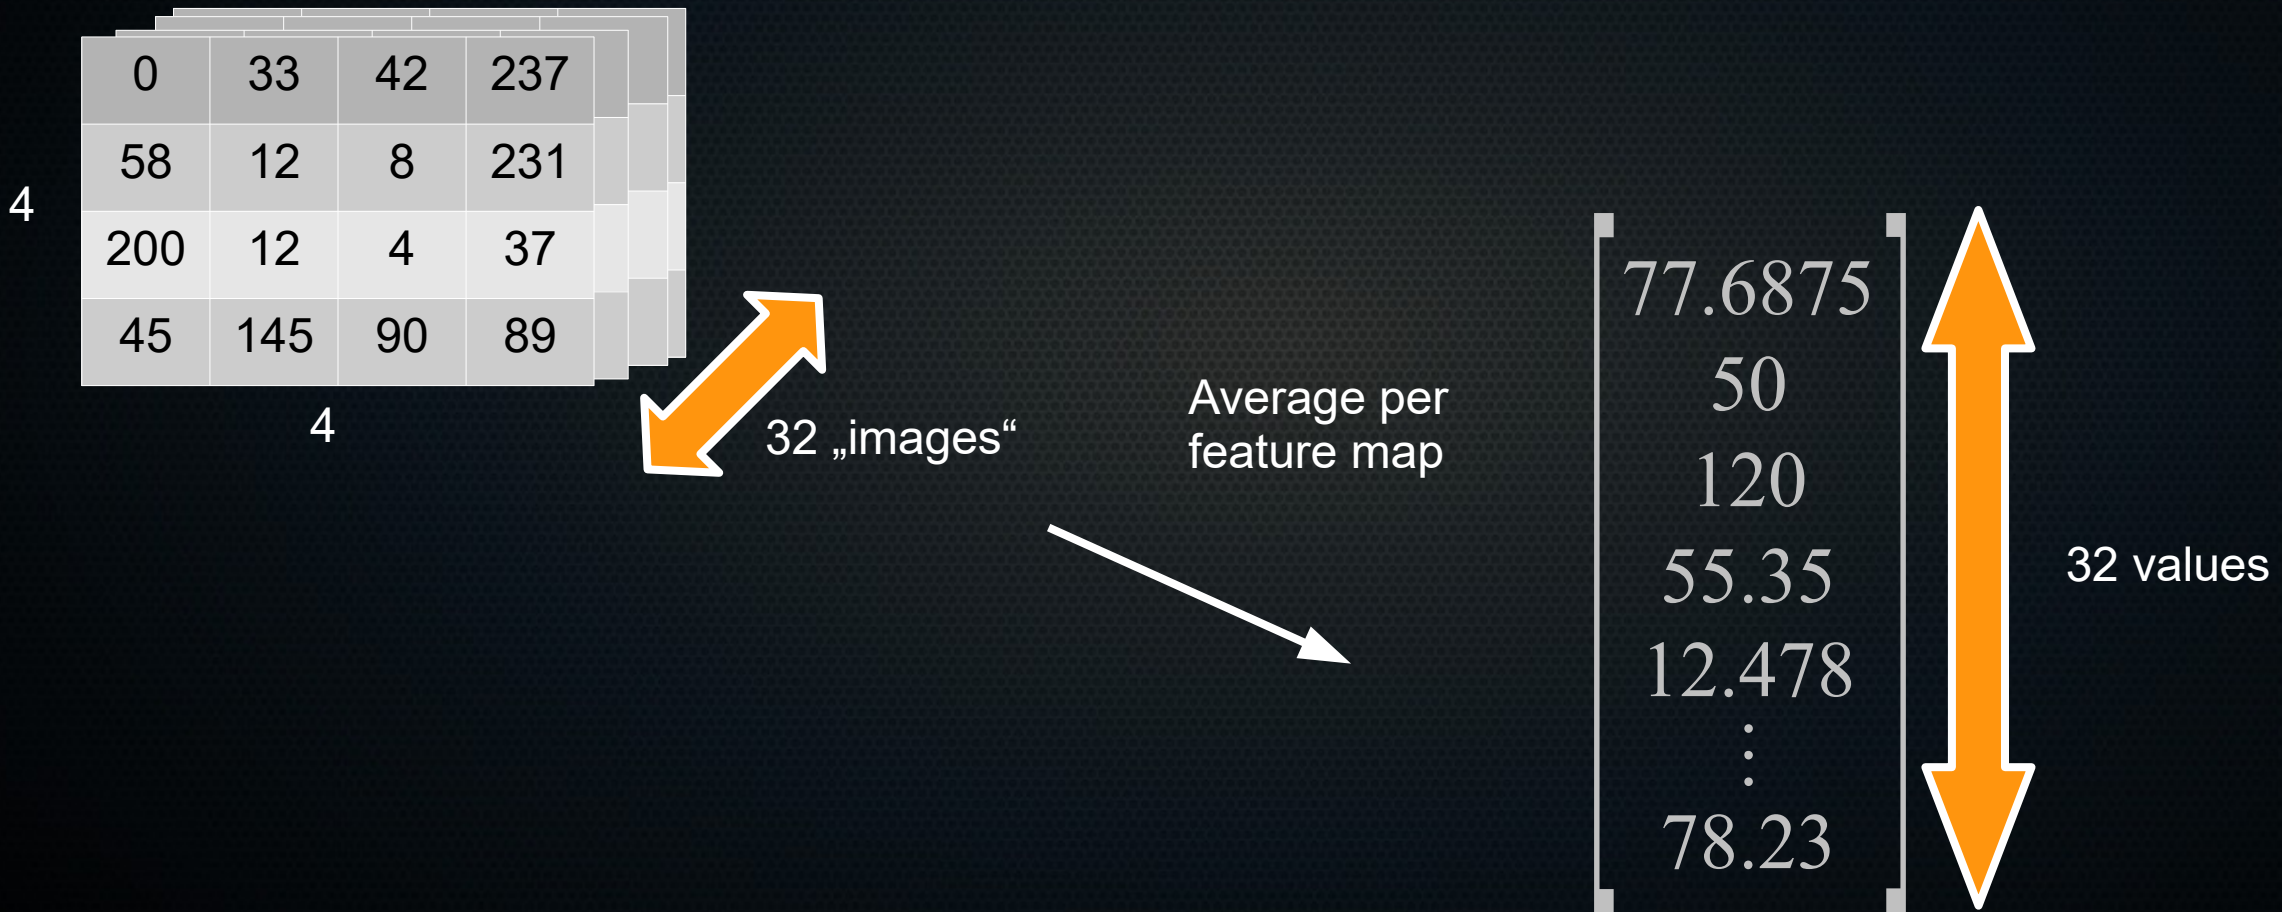 0 33 42 237
58 12 8 231
200 12 4 37
45 145 90 89
4
4
32 „images“
Average per
feature map
77.6875
50
120
55.35
12.478
⋮
78.23
32 values